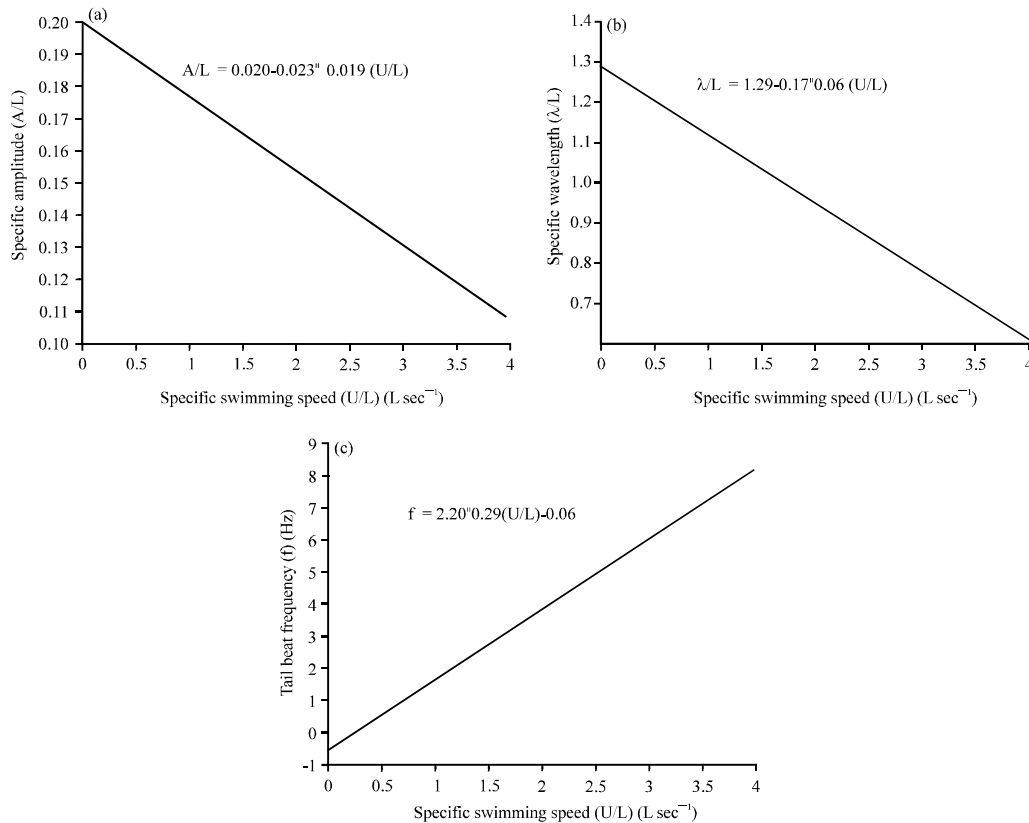 (a)
0.20
0.19
0.18
0.17
0.16
0.15
0.14
0.13
0.12
0.11
0.10
Specific amplitude (A/L)
A/L = 0.020-0.023" 0.019 (U/L)
0 0.5 1 1.5 2 2.5 3 3.5 4
Specific swimming speed (U/L) (L sec⁻¹)
(b)
1.4
1.3
1.2
1.1
1.0
0.9
0.8
0.7
Specific wavelength (λ/L)
λ/L = 1.29-0.17"0.06 (U/L)
0 0.5 1 1.5 2 2.5 3 3.5 4
Specific swimming speed (U/L) (L sec⁻¹)
(c)
9
8
7
6
5
4
3
2
1
0
-1
Tail beat frequency (f) (Hz)
f = 2.20"0.29(U/L)-0.06
0 0.5 1 1.5 2 2.5 3 3.5 4
Specific swimming speed (U/L) (L sec⁻¹)